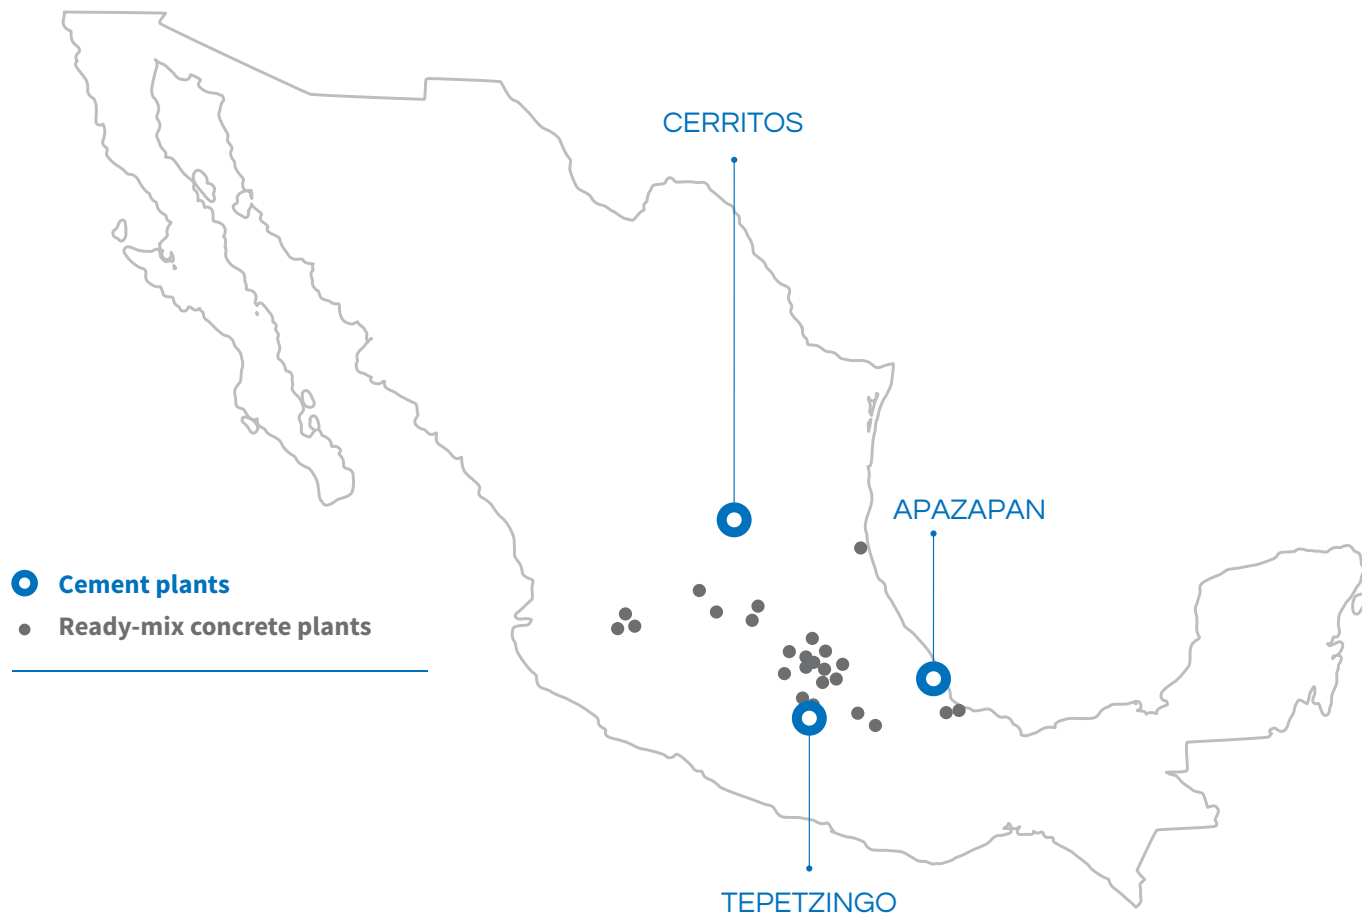 CERRITOS
APAZAPAN
Cement plants
Ready-mix concrete plants
TEPETZINGO